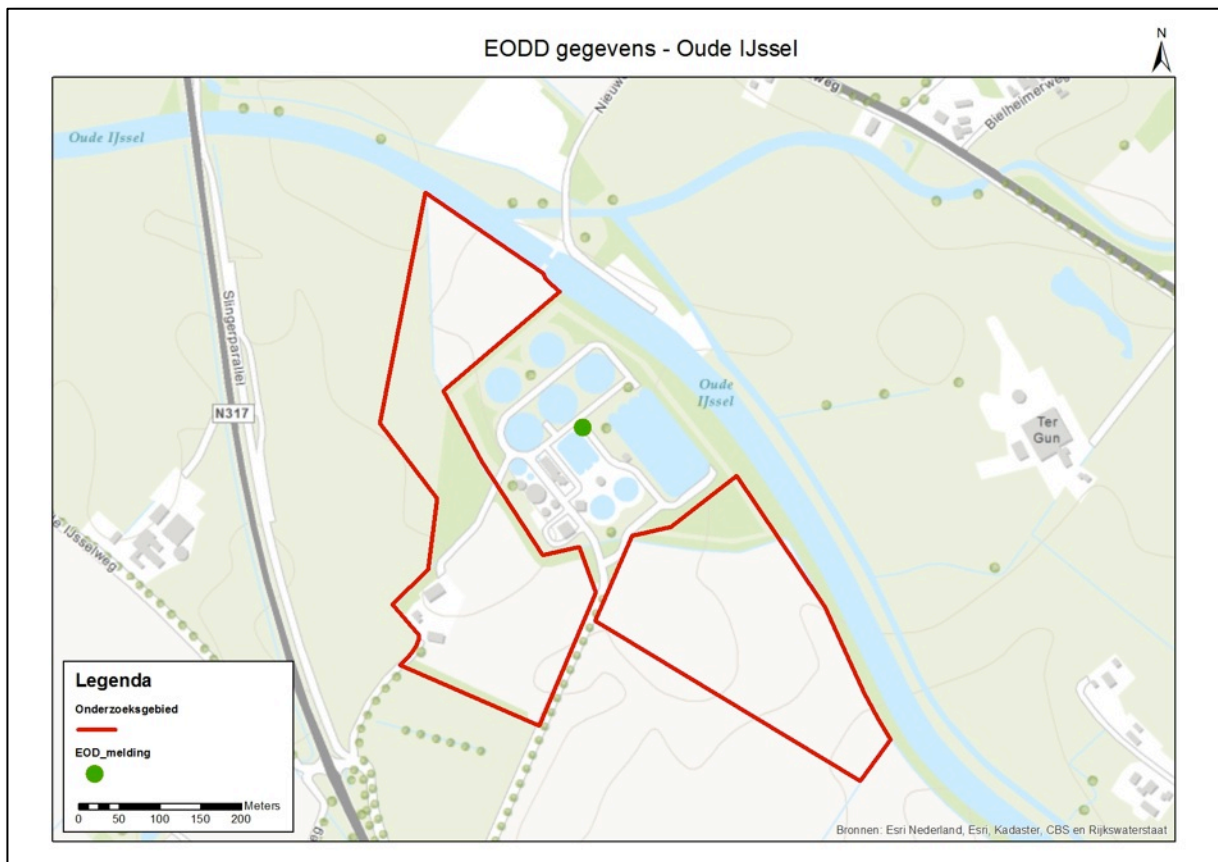 EODD gegevens - Oude IJssel
N
Oude IJssel
Nieuw
weg
Bielheimerweg
Slingerparallel
N317
Oude
IJssel
Ter
Gun
IJsselweg
Legenda
Onderzoeksgebied
EOD_melding
0 50 100 150 200 Meters
Bronnen: Esri Nederland, Esri, Kadaster, CBS en Rijkswaterstaat